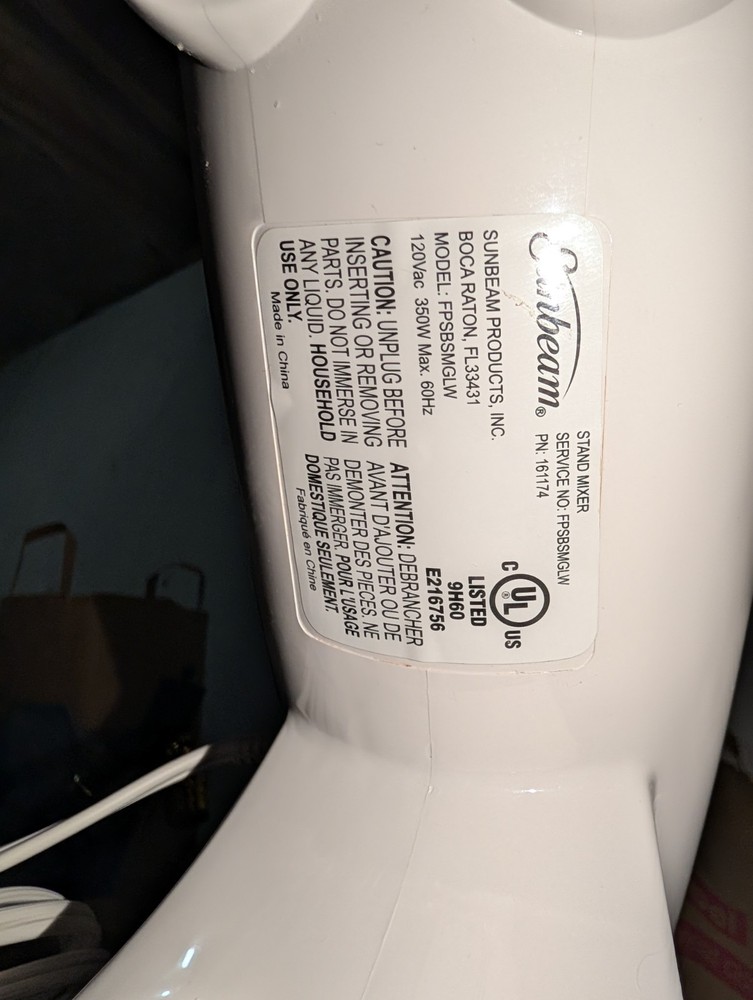 Sunbeam®
STAND MIXER
SERVICE NO: FPSBSMGLW
PN: 161174
SUNBEAM PRODUCTS, INC.
BOCA RATON, FL33431
MODEL: FPSBSMGLW
120Vac 350W Max. 60Hz
C UL® US
LISTED
9H60
E216756
CAUTION: UNPLUG BEFORE
INSERTING OR REMOVING
PARTS. DO NOT IMMERSE IN
ANY LIQUID. HOUSEHOLD
USE ONLY.
Made in China
ATTENTION: DEBRANCHER
AVANT D'AJOUTER OU DE
DEMONTER DES PIECES. NE
PAS IMMERGER. POUR L'USAGE
DOMESTIQUE SEULEMENT.
Fabriqué en Chine